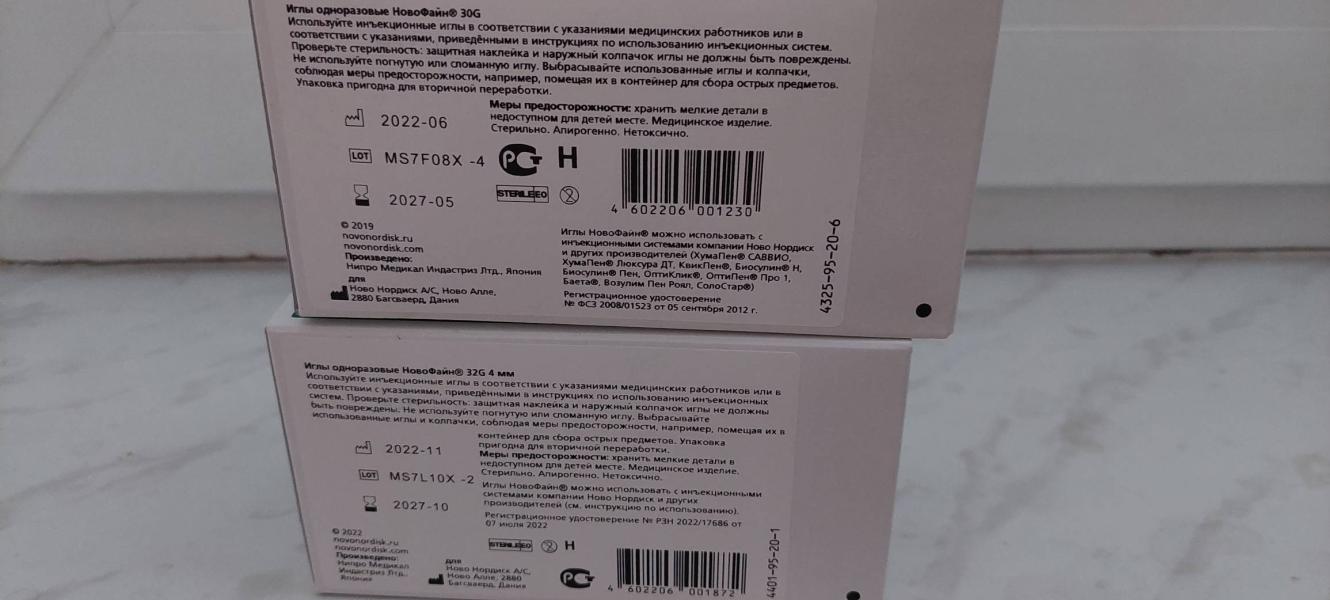 Иглы одноразовые НовоФайн® 30G
Используйте инъекционные иглы в соответствии с указаниями медицинских работников или в
соответствии с указаниями, приведёнными в инструкциях по использованию инъекционных систем.
Проверьте стерильность: защитная наклейка и наружный колпачок иглы не должны быть повреждены.
Не используйте погнутую или сломанную иглу. Выбрасывайте использованные иглы и колпачки,
соблюдая меры предосторожности, например, помещая их в контейнер для сбора острых предметов.
Упаковка пригодна для вторичной переработки.
Меры предосторожности: хранить мелкие детали в
недоступном для детей месте. Медицинское изделие.
Стерильно. Апирогенно. Нетоксично.
2022-06
LOT MS7F08X -4
РСТ H
2027-05
STERILE EO
2
4 602206 001230
© 2019
novonordisk.ru
novonordisk.com
Произведено:
Нипро Медикал Индастриз Лтд., Япония
для
Ново Нордиск А/С, Ново Алле,
2880 Багсваерд, Дания
Иглы НовоФайн® можно использовать с
инъекционными системами компании Ново Нордиск
и других производителей (ХумаПен® САВВИО,
ХумаПен® Люксура ДТ, КвикПен®, Биосулин® Н,
Биосулин® Пен, ОптиКлик®, ОптиПен® Про 1,
Баета®, Возулим Пен Роял, СолоСтар®)
Регистрационное удостоверение
№ ФСЗ 2008/01523 от 05 сентября 2012 г.
4325-95-20-6
Иглы одноразовые НовоФайн® 32G 4 мм
Используйте инъекционные иглы в соответствии с указаниями медицинских работников или в
соответствии с указаниями, приведёнными в инструкциях по использованию инъекционных
систем. Проверьте стерильность: защитная наклейка и наружный колпачок иглы не должны
быть повреждены. Не используйте погнутую или сломанную иглу. Выбрасывайте
использованные иглы и колпачки, соблюдая меры предосторожности, например, помещая их в
контейнер для сбора острых предметов. Упаковка
пригодна для вторичной переработки.
Меры предосторожности: хранить мелкие детали в
недоступном для детей месте. Медицинское изделие.
Стерильно. Апирогенно. Нетоксично.
2022-11
LOT MS7L10X -2
2027-10
Иглы НовоФайн® можно использовать с инъекционными
системами компании Ново Нордиск и других
производителей (см. инструкцию по использованию).
Регистрационное удостоверение № РЗН 2022/17686 от
07 июля 2022
© 2022
novonordisk.ru
novonordisk.com
Произведено:
Нипро Медикал
Индастриз Лтд.,
Япония
STERILE EO
2
H
для
Ново Нордиск А/С,
Ново Алле, 2880
Багсваерд, Дания
РСТ
4 602206 001872
4401-95-20-1